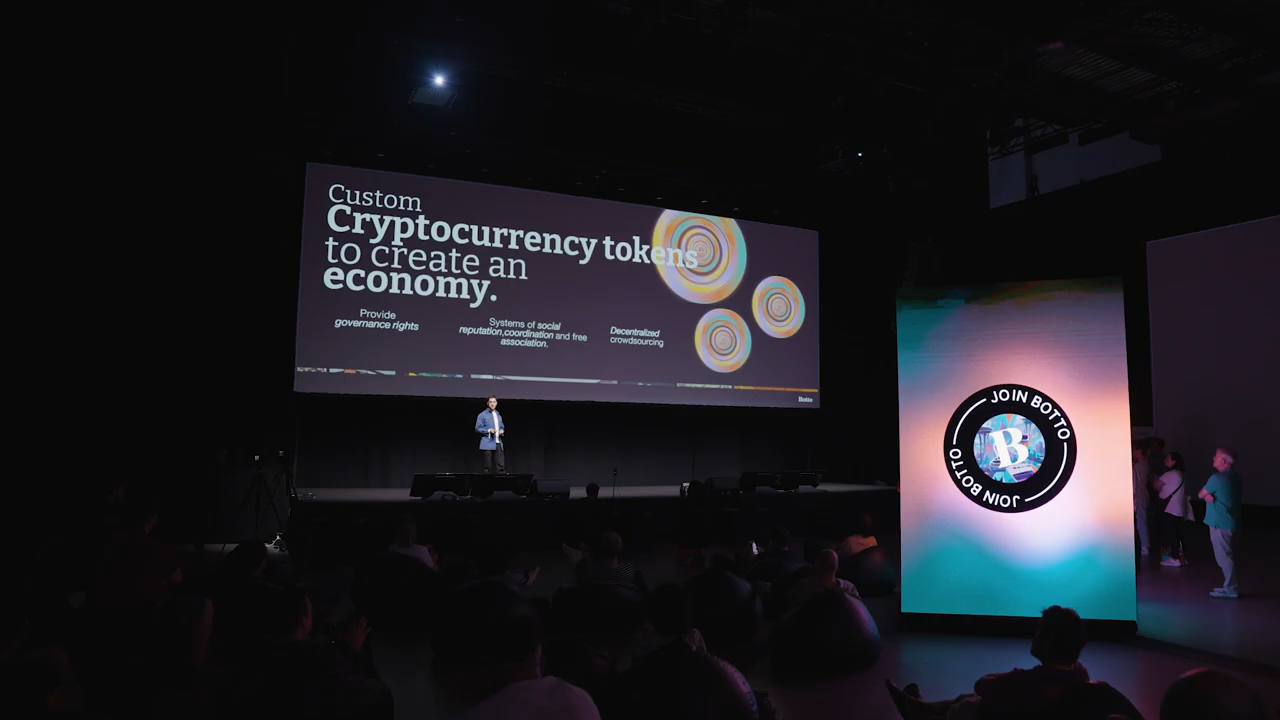 Custom
Cryptocurrency tokens
to create an
economy.
Provide
governance rights
Systems of social
reputation,coordination and free
association.
Decentralized
crowdsourcing
Botto
JOIN BOTTO
B
JOIN BOTTO